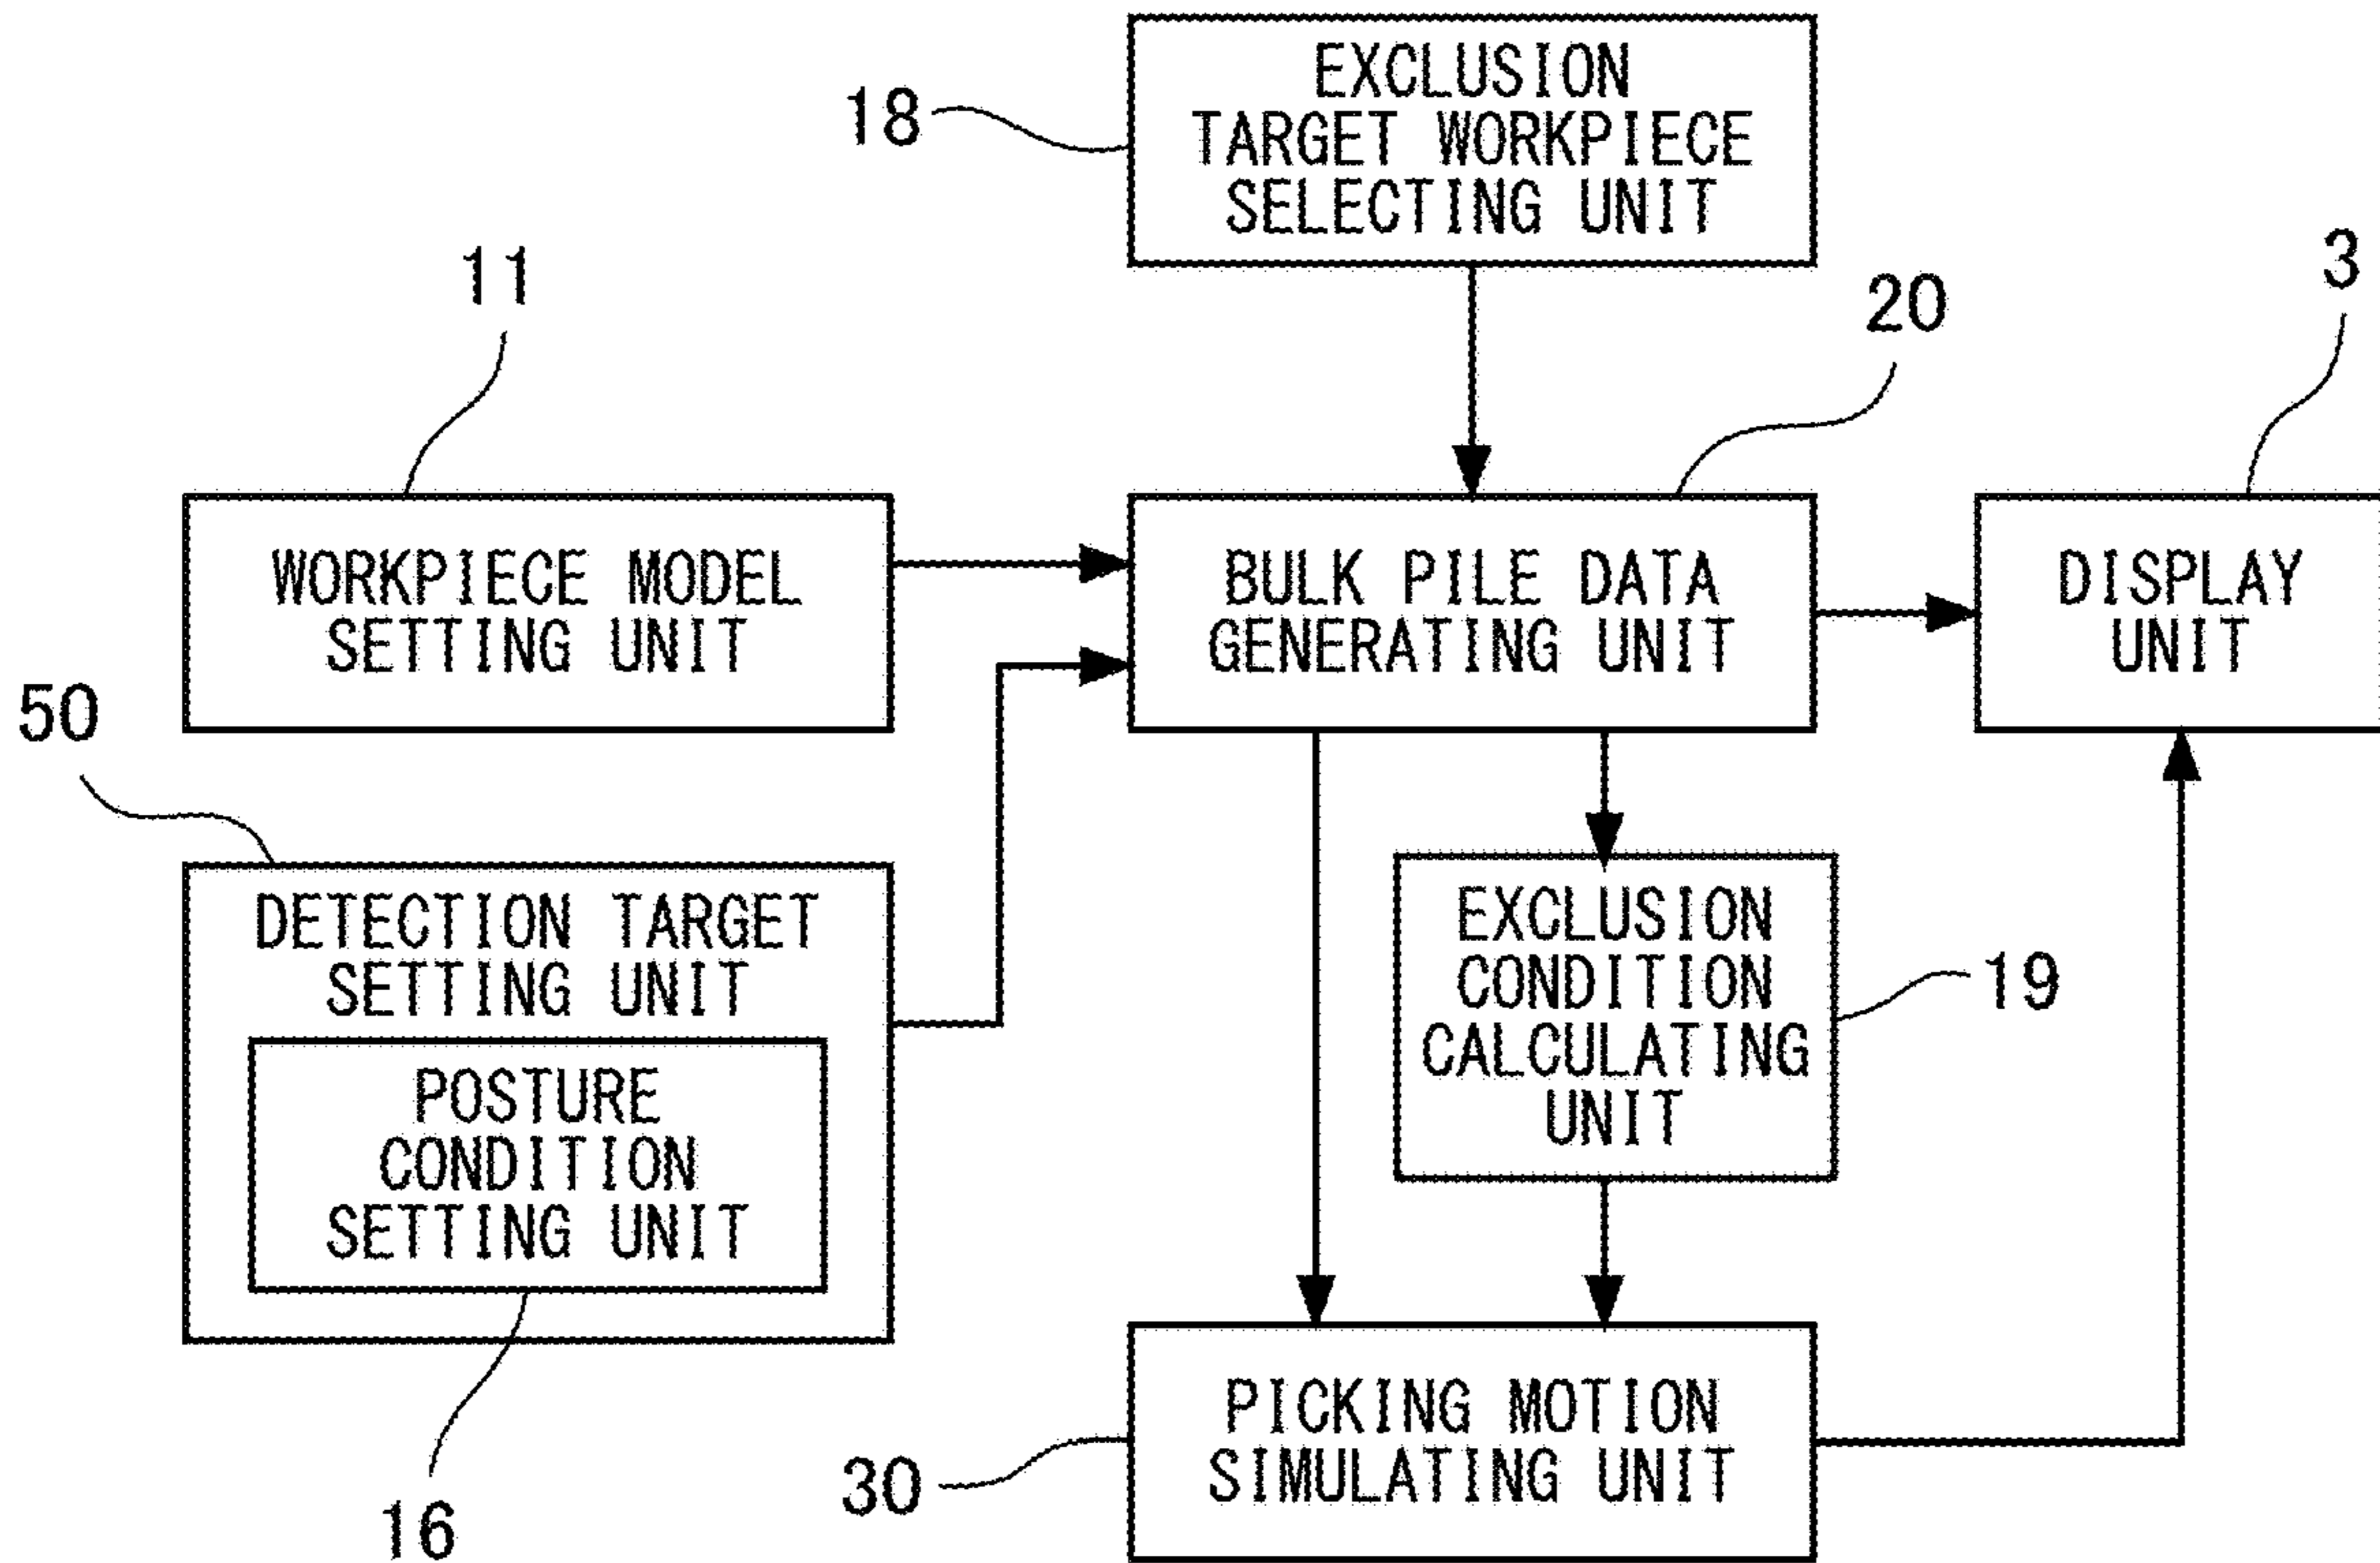 EXCLUSION
TARGET WORKPIECE
SELECTING UNIT
18
11
20
3
WORKPIECE MODEL
SETTING UNIT
BULK PILE DATA
GENERATING UNIT
DISPLAY
UNIT
50
DETECTION TARGET
SETTING UNIT
POSTURE
CONDITION
SETTING UNIT
16
EXCLUSION
CONDITION
CALCULATING
UNIT
19
PICKING MOTION
SIMULATING UNIT
30